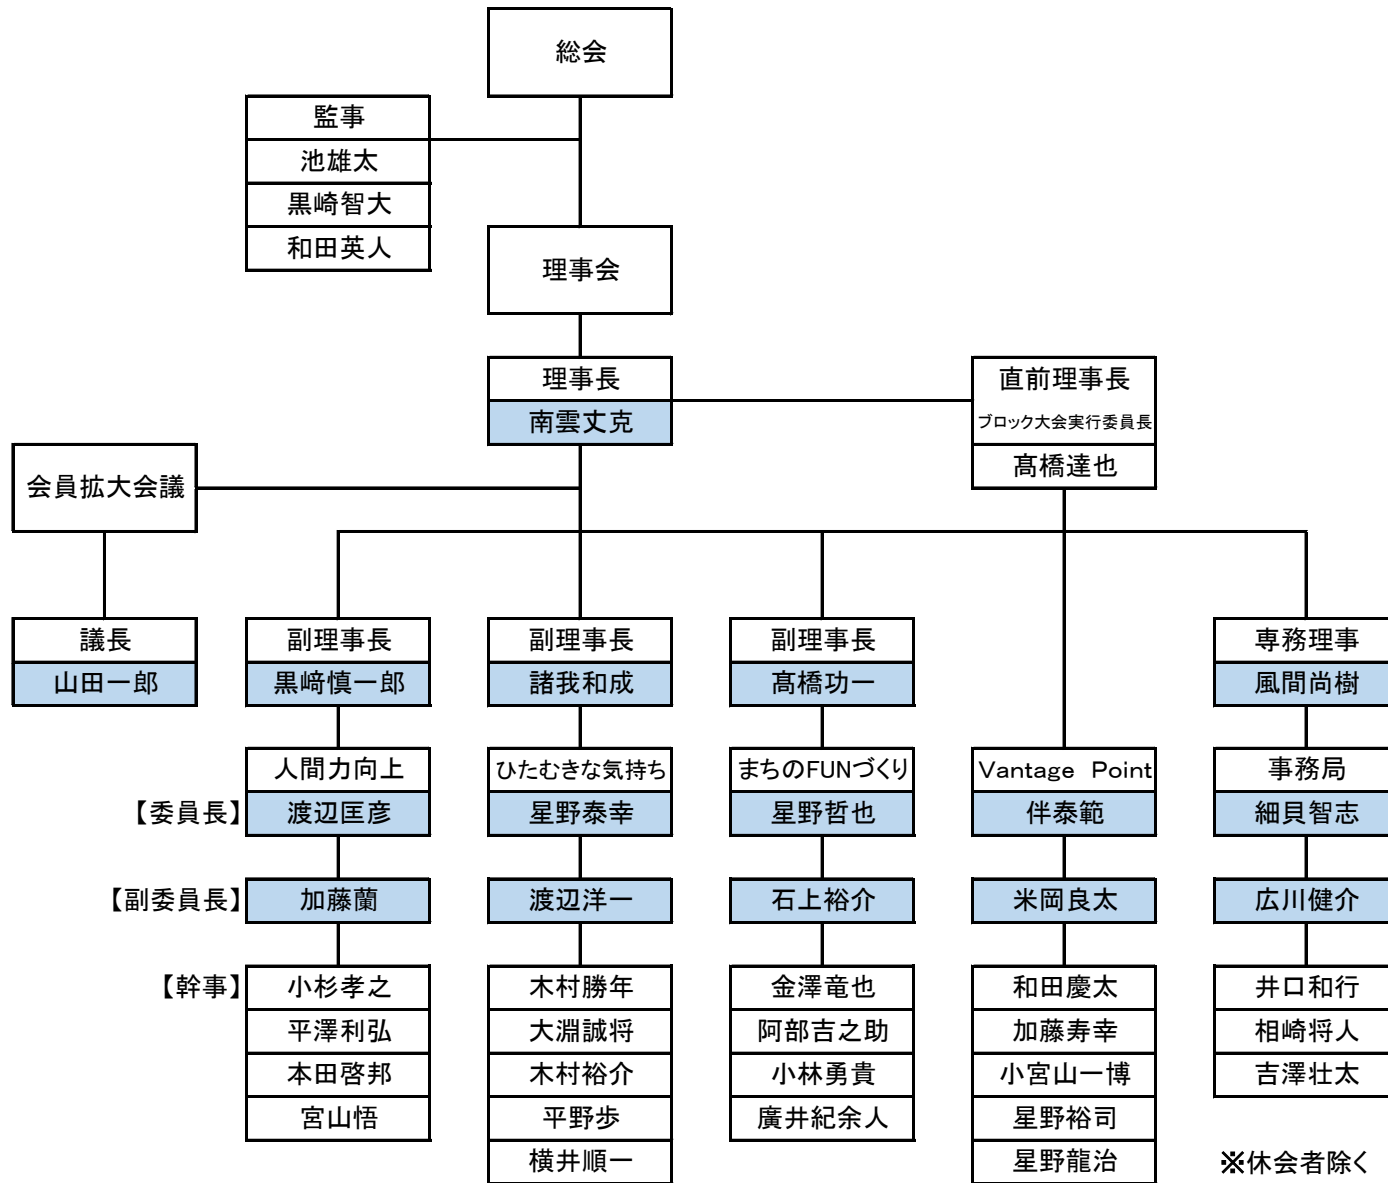 総会
監事
池雄太
黒崎智大
和田英人
理事会
理事長
南雲丈克
直前理事長
ブロック大会実行委員長
髙橋達也
会員拡大会議
議長
山田一郎
副理事長
黒﨑慎一郎
副理事長
諸我和成
副理事長
髙橋功一
専務理事
風間尚樹
人間力向上
ひたむきな気持ち
まちのFUNづくり
Vantage Point
事務局
【委員長】
渡辺匡彦
星野泰幸
星野哲也
伴泰範
細貝智志
【副委員長】
加藤蘭
渡辺洋一
石上裕介
米岡良太
広川健介
【幹事】
小杉孝之
平澤利弘
本田啓邦
宮山悟
木村勝年
大淵誠将
木村裕介
平野歩
横井順一
金澤竜也
阿部吉之助
小林勇貴
廣井紀余人
和田慶太
加藤寿幸
小宮山一博
星野裕司
星野龍治
井口和行
相崎将人
吉澤壮太
※休会者除く